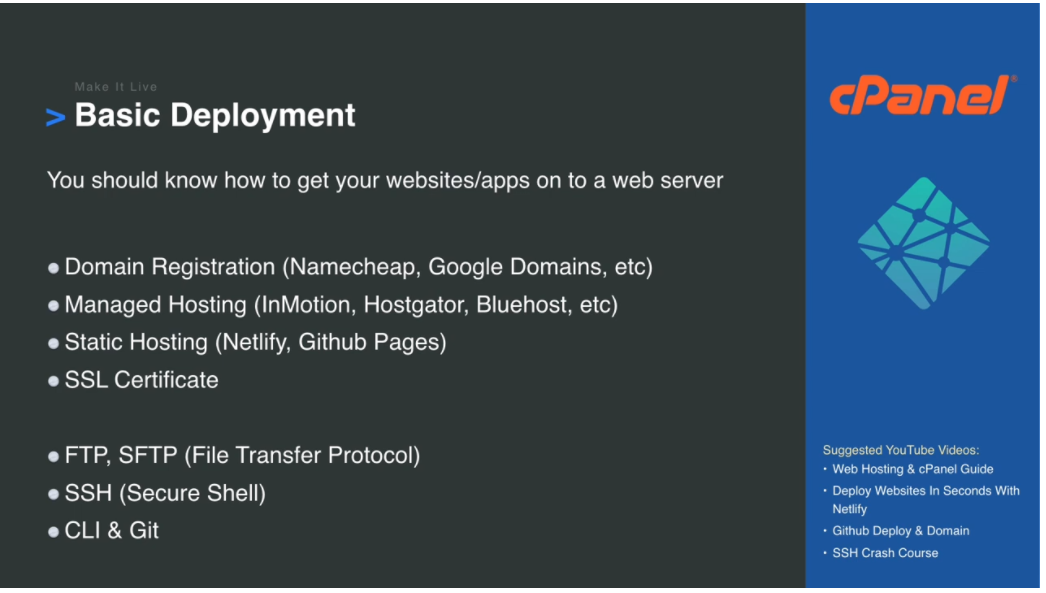 Make It Live
> Basic Deployment
You should know how to get your websites/apps on to a web server
• Domain Registration (Namecheap, Google Domains, etc)
• Managed Hosting (InMotion, Hostgator, Bluehost, etc)
• Static Hosting (Netlify, Github Pages)
• SSL Certificate
• FTP, SFTP (File Transfer Protocol)
• SSH (Secure Shell)
• CLI & Git
cPanel®
Suggested YouTube Videos:
• Web Hosting & cPanel Guide
• Deploy Websites In Seconds With
Netlify
• Github Deploy & Domain
• SSH Crash Course